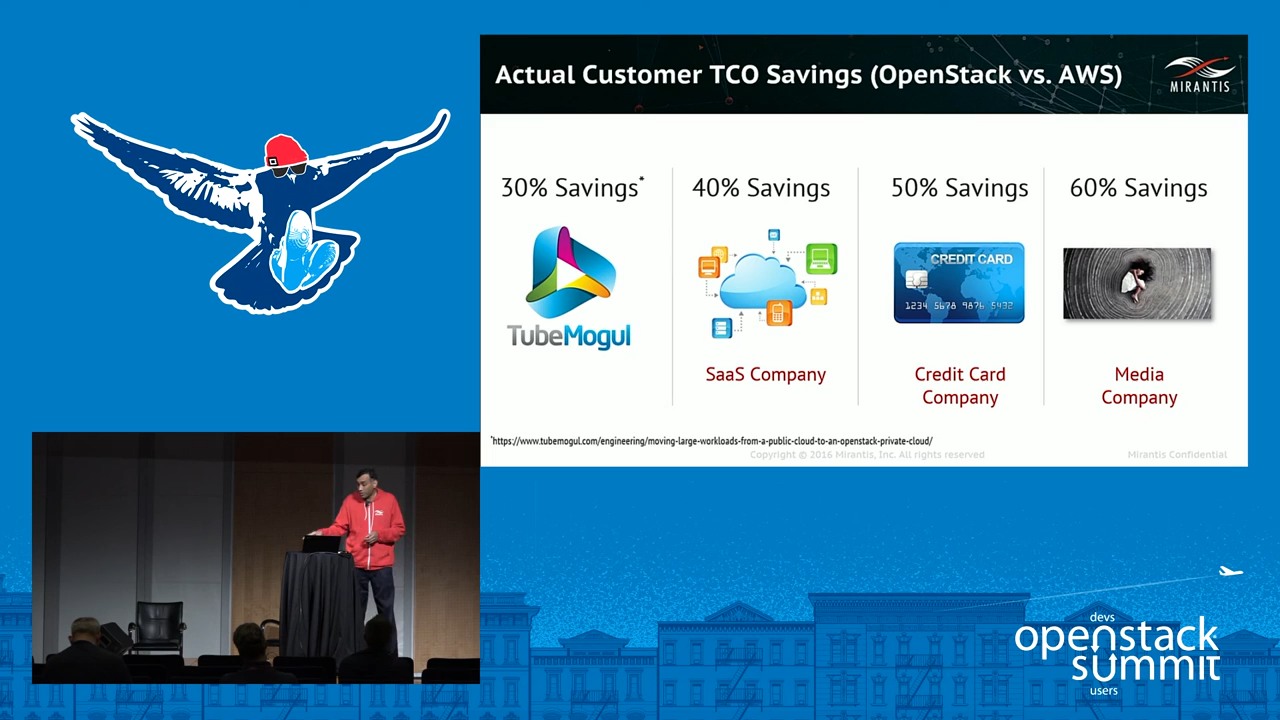 Actual Customer TCO Savings (OpenStack vs. AWS)
MIRANTIS
30% Savings*
40% Savings
50% Savings
60% Savings
TubeMogul
CREDIT CARD
1234 5678 9876 5432
SaaS Company
Credit Card
Company
Media
Company
*https://www.tubemogul.com/engineering/moving-large-workloads-from-a-public-cloud-to-an-openstack-private-cloud/
Copyright © 2016 Mirantis, Inc. All rights reserved
Mirantis Confidential
devs
openstack
summit
users